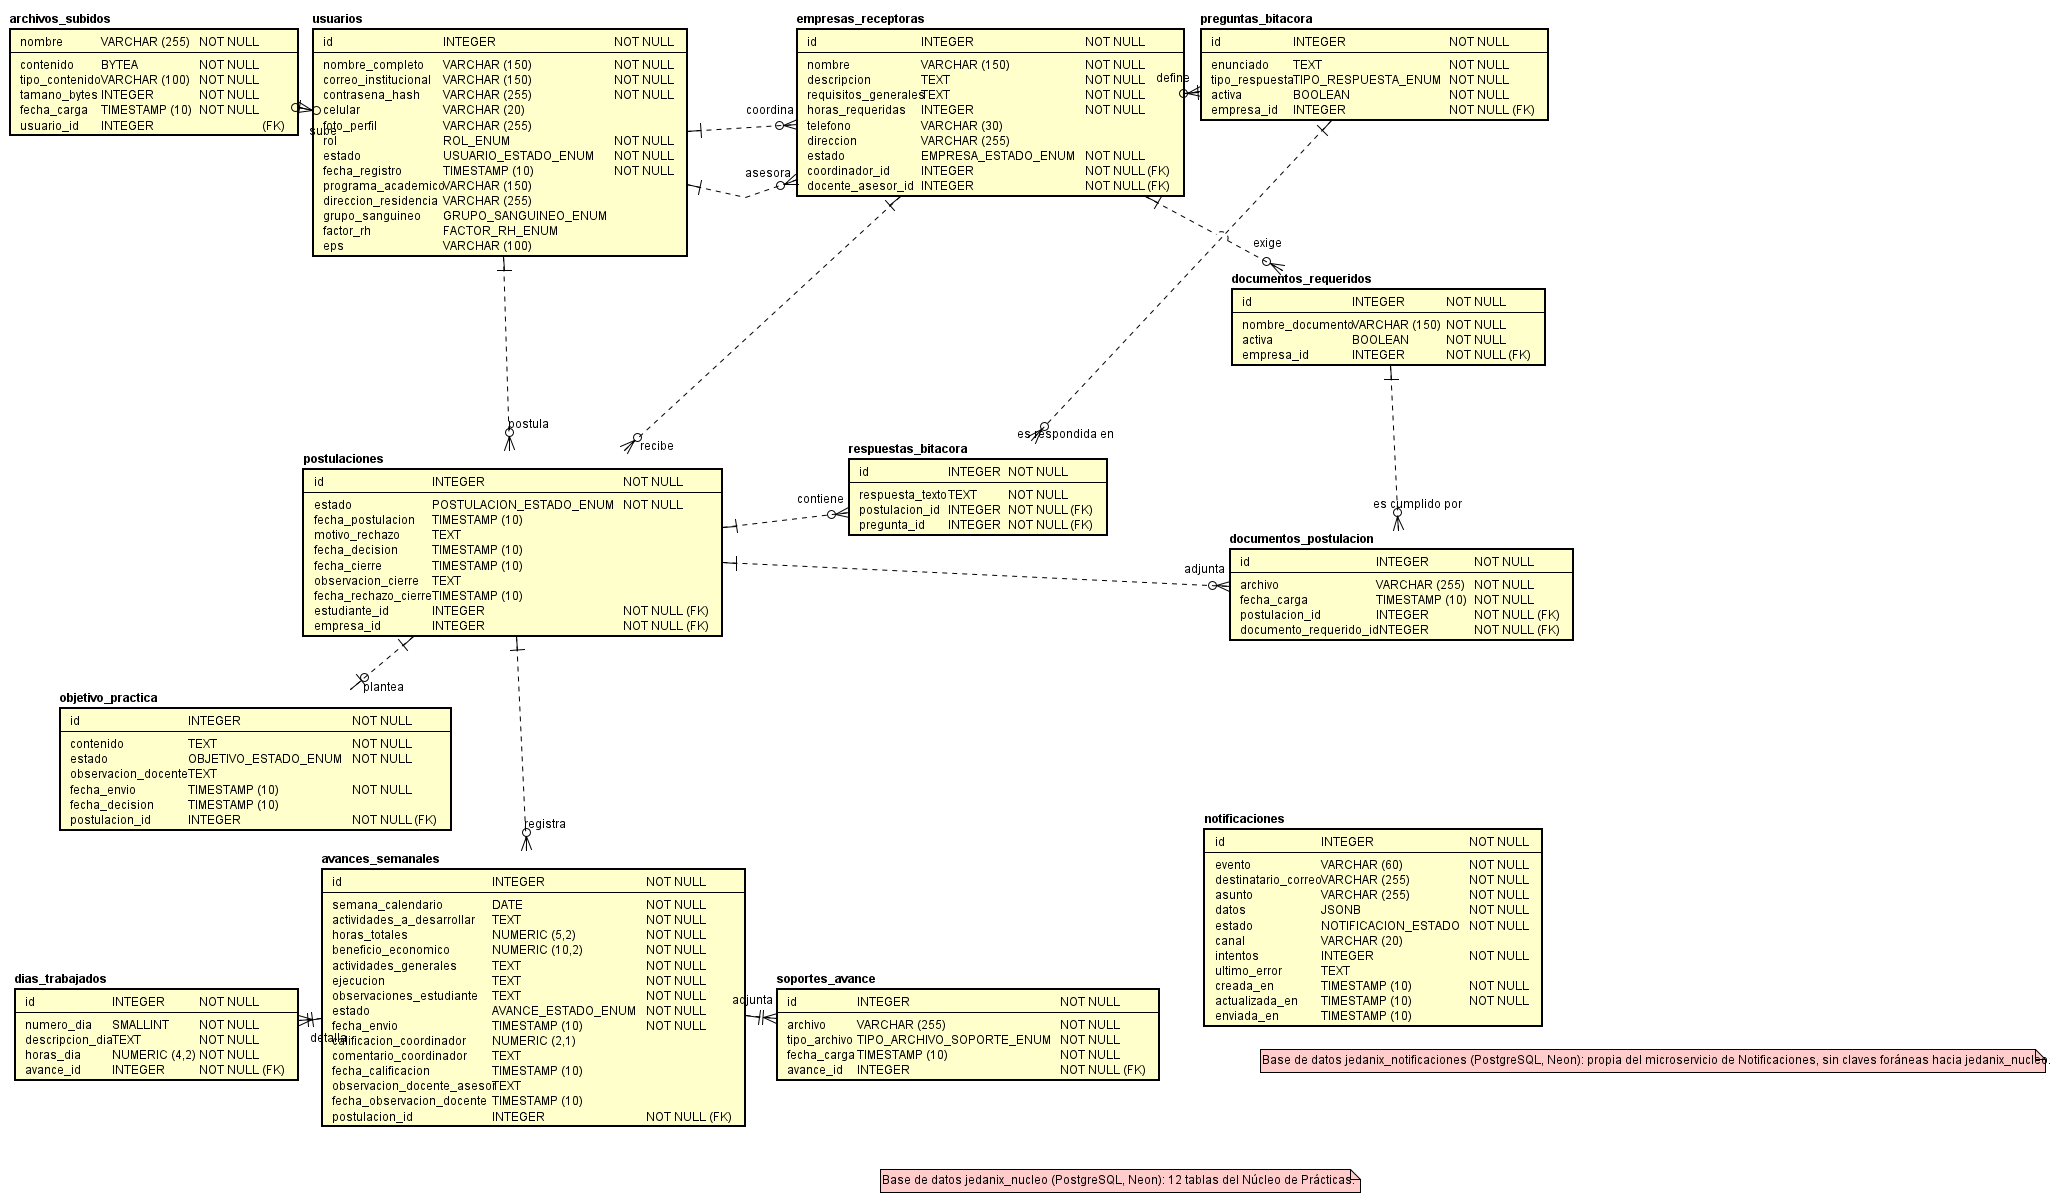 archivos_subidos
nombre VARCHAR (255) NOT NULL
contenido BYTEA NOT NULL
tipo_contenido VARCHAR (100) NOT NULL
tamano_bytes INTEGER NOT NULL
fecha_carga TIMESTAMP (10) NOT NULL
usuario_id INTEGER (FK)
sube
usuarios
id INTEGER NOT NULL
nombre_completo VARCHAR (150) NOT NULL
correo_institucional VARCHAR (150) NOT NULL
contrasena_hash VARCHAR (255) NOT NULL
celular VARCHAR (20)
foto_perfil VARCHAR (255)
rol ROL_ENUM NOT NULL
estado USUARIO_ESTADO_ENUM NOT NULL
fecha_registro TIMESTAMP (10) NOT NULL
programa_academico VARCHAR (150)
direccion_residencia VARCHAR (255)
grupo_sanguineo GRUPO_SANGUINEO_ENUM
factor_rh FACTOR_RH_ENUM
eps VARCHAR (100)
coordina
asesora
empresas_receptoras
id INTEGER NOT NULL
nombre VARCHAR (150) NOT NULL
descripcion TEXT NOT NULL
requisitos_generales TEXT NOT NULL
horas_requeridas INTEGER NOT NULL
telefono VARCHAR (30)
direccion VARCHAR (255)
estado EMPRESA_ESTADO_ENUM NOT NULL
coordinador_id INTEGER NOT NULL (FK)
docente_asesor_id INTEGER NOT NULL (FK)
define
preguntas_bitacora
id INTEGER NOT NULL
enunciado TEXT NOT NULL
tipo_respuesta TIPO_RESPUESTA_ENUM NOT NULL
activa BOOLEAN NOT NULL
empresa_id INTEGER NOT NULL (FK)
exige
documentos_requeridos
id INTEGER NOT NULL
nombre_documento VARCHAR (150) NOT NULL
activa BOOLEAN NOT NULL
empresa_id INTEGER NOT NULL (FK)
postula
recibe
es respondida en
postulaciones
id INTEGER NOT NULL
estado POSTULACION_ESTADO_ENUM NOT NULL
fecha_postulacion TIMESTAMP (10)
motivo_rechazo TEXT
fecha_decision TIMESTAMP (10)
fecha_cierre TIMESTAMP (10)
observacion_cierre TEXT
fecha_rechazo_cierre TIMESTAMP (10)
estudiante_id INTEGER NOT NULL (FK)
empresa_id INTEGER NOT NULL (FK)
contiene
respuestas_bitacora
id INTEGER NOT NULL
respuesta_texto TEXT NOT NULL
postulacion_id INTEGER NOT NULL (FK)
pregunta_id INTEGER NOT NULL (FK)
es cumplido por
adjunta
documentos_postulacion
id INTEGER NOT NULL
archivo VARCHAR (255) NOT NULL
fecha_carga TIMESTAMP (10) NOT NULL
postulacion_id INTEGER NOT NULL (FK)
documento_requerido_id INTEGER NOT NULL (FK)
plantea
objetivo_practica
id INTEGER NOT NULL
contenido TEXT NOT NULL
estado OBJETIVO_ESTADO_ENUM NOT NULL
observacion_docente TEXT
fecha_envio TIMESTAMP (10) NOT NULL
fecha_decision TIMESTAMP (10)
postulacion_id INTEGER NOT NULL (FK)
registra
avances_semanales
id INTEGER NOT NULL
semana_calendario DATE NOT NULL
actividades_a_desarrollar TEXT NOT NULL
horas_totales NUMERIC (5,2) NOT NULL
beneficio_economico NUMERIC (10,2) NOT NULL
actividades_generales TEXT NOT NULL
ejecucion TEXT NOT NULL
observaciones_estudiante TEXT NOT NULL
estado AVANCE_ESTADO_ENUM NOT NULL
fecha_envio TIMESTAMP (10) NOT NULL
calificacion_coordinador NUMERIC (2,1)
comentario_coordinador TEXT
fecha_calificacion TIMESTAMP (10)
observacion_docente_asesor TEXT
fecha_observacion_docente TIMESTAMP (10)
postulacion_id INTEGER NOT NULL (FK)
dias_trabajados
id INTEGER NOT NULL
numero_dia SMALLINT NOT NULL
descripcion_dia TEXT NOT NULL
horas_dia NUMERIC (4,2) NOT NULL
avance_id INTEGER NOT NULL (FK)
detalla
adjunta
soportes_avance
id INTEGER NOT NULL
archivo VARCHAR (255) NOT NULL
tipo_archivo TIPO_ARCHIVO_SOPORTE_ENUM NOT NULL
fecha_carga TIMESTAMP (10) NOT NULL
avance_id INTEGER NOT NULL (FK)
notificaciones
id INTEGER NOT NULL
evento VARCHAR (60) NOT NULL
destinatario_correo VARCHAR (255) NOT NULL
asunto VARCHAR (255) NOT NULL
datos JSONB NOT NULL
estado NOTIFICACION_ESTADO NOT NULL
canal VARCHAR (20)
intentos INTEGER NOT NULL
ultimo_error TEXT
creada_en TIMESTAMP (10) NOT NULL
actualizada_en TIMESTAMP (10) NOT NULL
enviada_en TIMESTAMP (10)
Base de datos jedanix_notificaciones (PostgreSQL, Neon): propia del microservicio de Notificaciones, sin claves foráneas hacia jedanix_nucleo.
Base de datos jedanix_nucleo (PostgreSQL, Neon): 12 tablas del Núcleo de Prácticas.